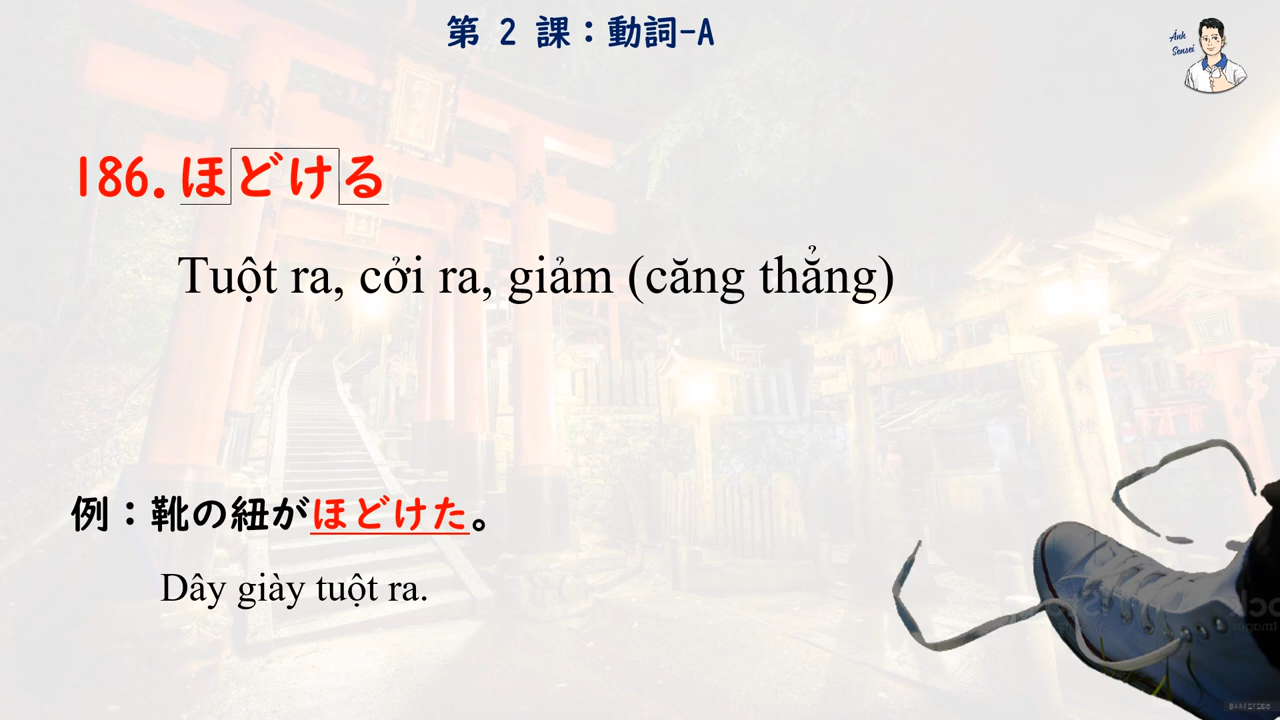 第 2 課：動詞-A
Ánh
Sensei
186.ほどける
Tuột ra, cởi ra, giảm (căng thẳng)
例：靴の紐がほどけた。
Dây giày tuột ra.